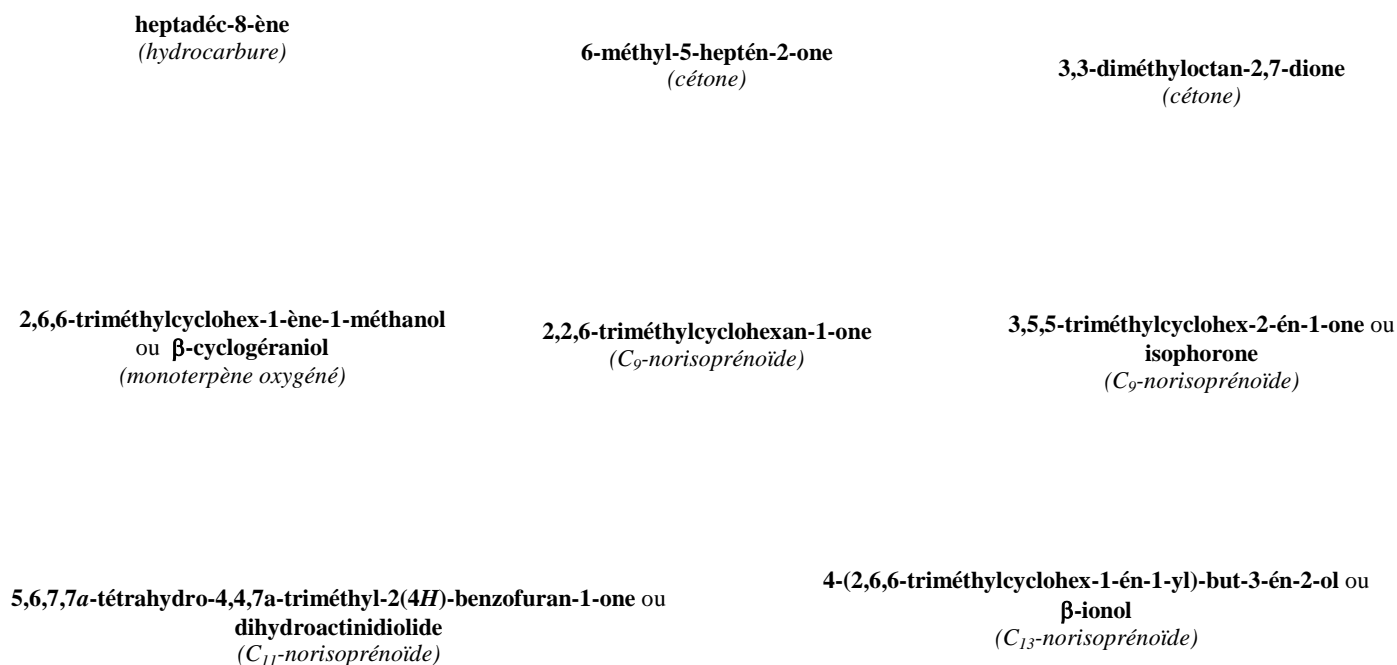 heptadéc-8-ène
(hydrocarbure)
6-méthyl-5-heptén-2-one
(cétone)
3,3-diméthyloctan-2,7-dione
(cétone)
2,6,6-triméthylcyclohex-1-ène-1-méthanol
ou β-cyclogéraniol
(monoterpène oxygéné)
2,2,6-triméthylcyclohexan-1-one
(C9-norisoprénoïde)
3,5,5-triméthylcyclohex-2-én-1-one ou
isophorone
(C9-norisoprénoïde)
5,6,7,7a-tétrahydro-4,4,7a-triméthyl-2(4H)-benzofuran-1-one ou
dihydroactinidiolide
(C11-norisoprénoïde)
4-(2,6,6-triméthylcyclohex-1-én-1-yl)-but-3-én-2-ol ou
β-ionol
(C13-norisoprénoïde)